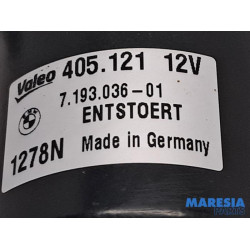 Valeo 405.121 12V
7.193.036-01
ENTSTOERT
1278N Made in Germany
MARESIA